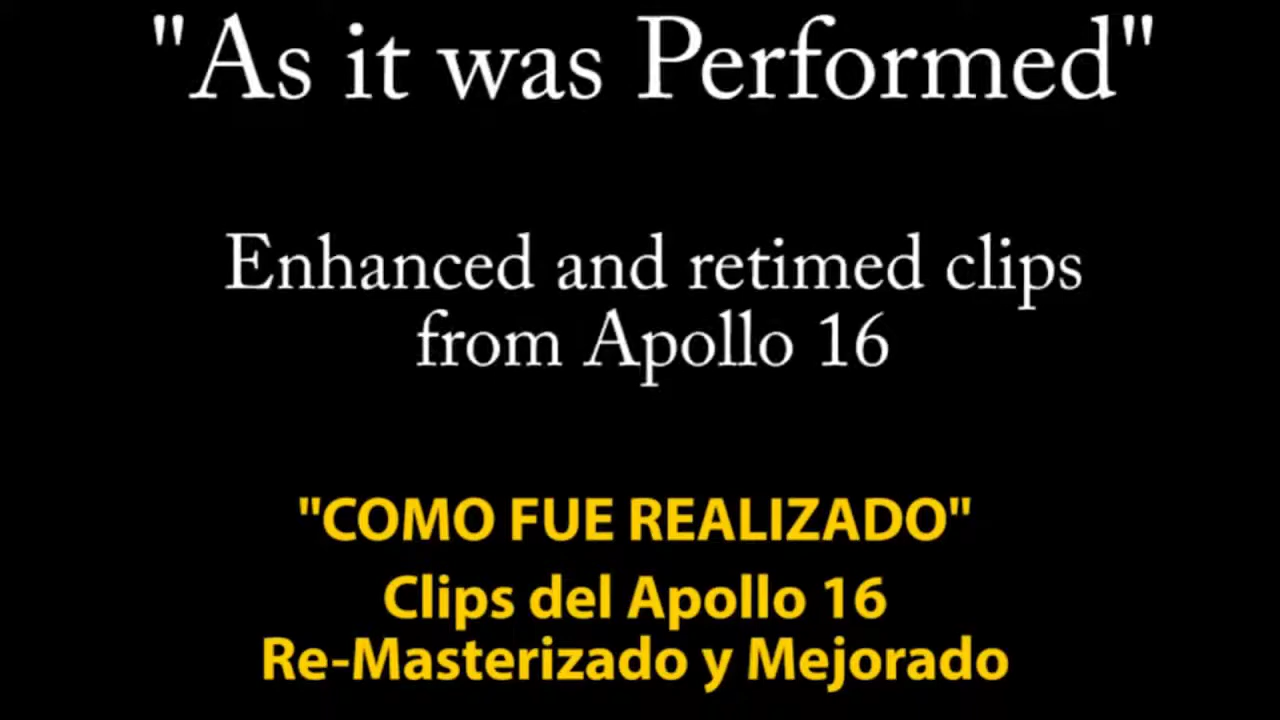 "As it was Performed"
Enhanced and retimed clips
from Apollo 16
"COMO FUE REALIZADO"
Clips del Apollo 16
Re-Masterizado y Mejorado